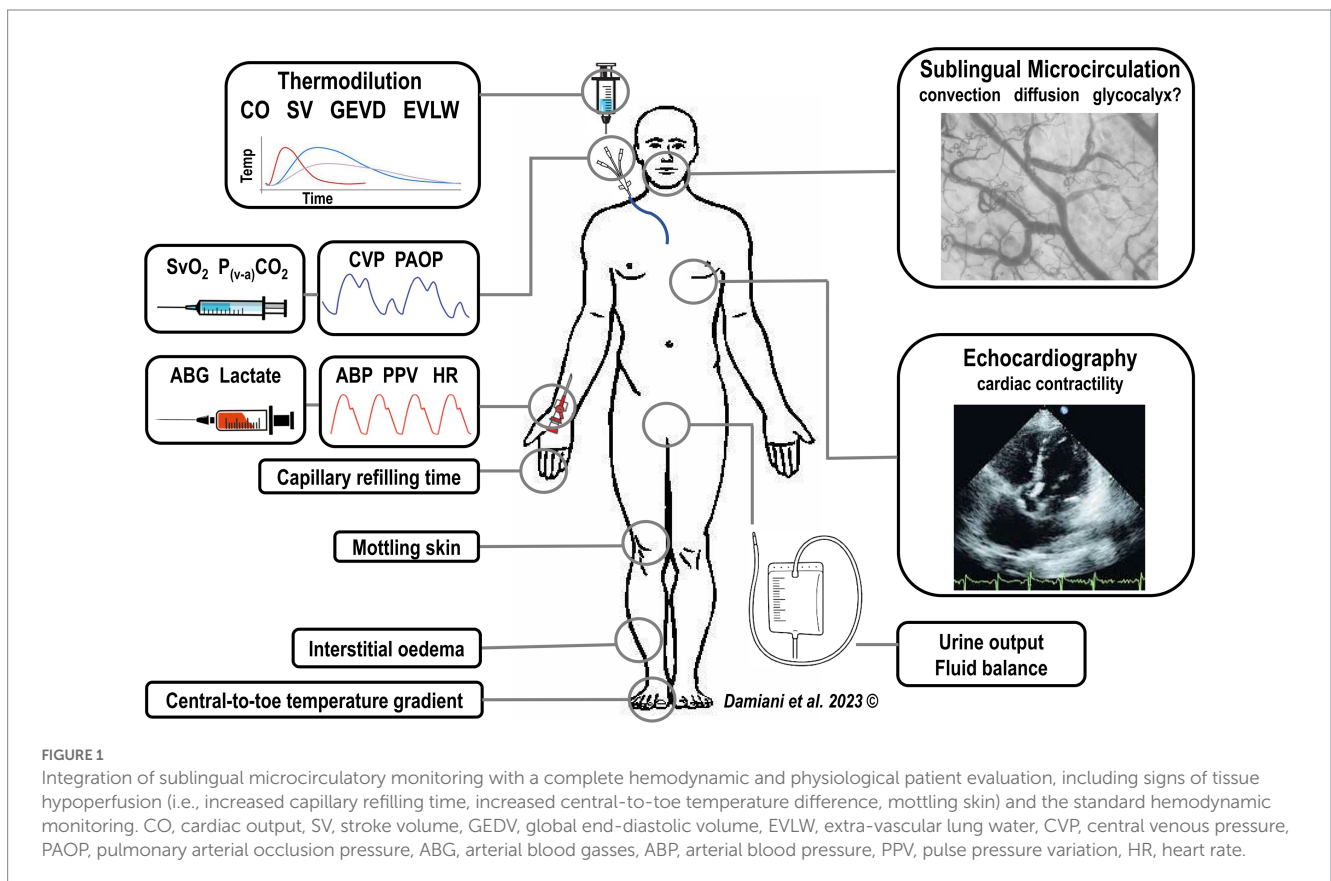 Thermodilution
CO SV GEVD EVLW
Temp
Time
SvO₂ P(v-a)CO₂
CVP PAOP
ABG Lactate
ABP PPV HR
Capillary refilling time
Mottling skin
Interstitial oedema
Central-to-toe temperature gradient
Sublingual Microcirculation
convection diffusion glycocalyx?
Echocardiography
cardiac contractility
Urine output
Fluid balance
Damiani et al. 2023 ©
FIGURE 1
Integration of sublingual microcirculatory monitoring with a complete hemodynamic and physiological patient evaluation, including signs of tissue
hypoperfusion (i.e., increased capillary refilling time, increased central-to-toe temperature difference, mottling skin) and the standard hemodynamic
monitoring. CO, cardiac output, SV, stroke volume, GEDV, global end-diastolic volume, EVLW, extra-vascular lung water, CVP, central venous pressure,
PAOP, pulmonary arterial occlusion pressure, ABG, arterial blood gasses, ABP, arterial blood pressure, PPV, pulse pressure variation, HR, heart rate.